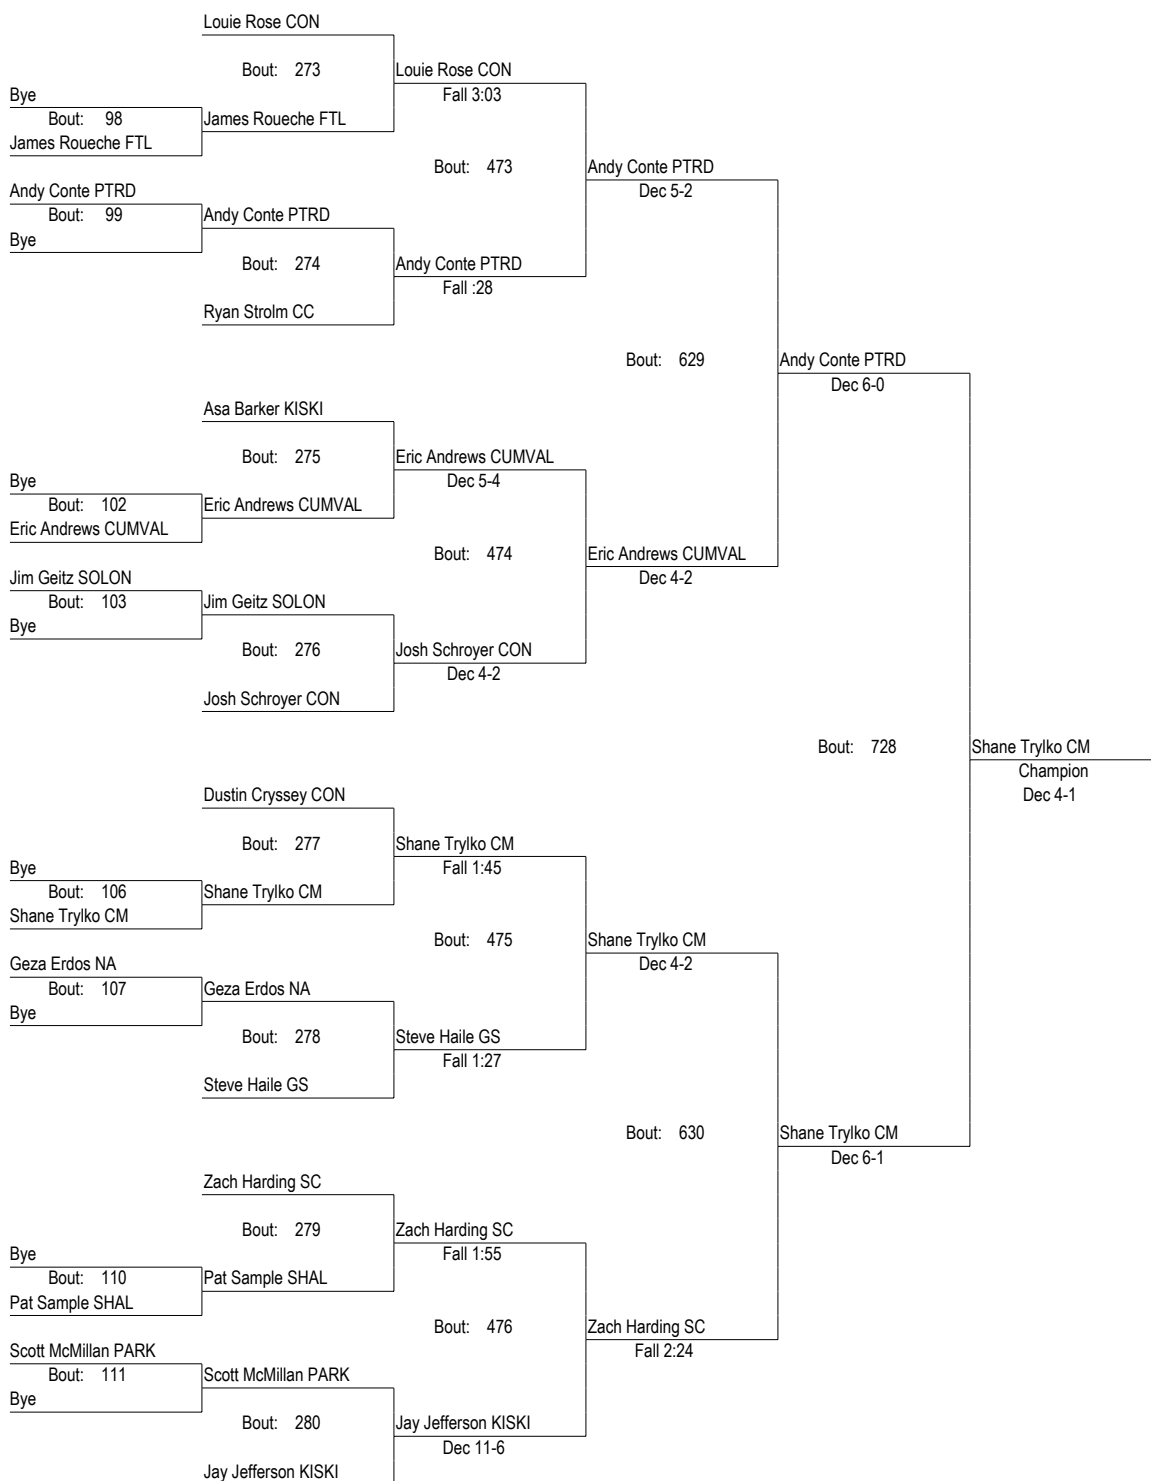 Louie Rose CON
Bout: 273
Louie Rose CON
Bye
Fall 3:03
Bout: 98
James Roueche FTL
James Roueche FTL
Bout: 473
Andy Conte PTRD
Andy Conte PTRD
Dec 5-2
Bout: 99
Andy Conte PTRD
Bye
Bout: 274
Andy Conte PTRD
Fall :28
Ryan Strolm CC
Bout: 629
Andy Conte PTRD
Dec 6-0
Asa Barker KISKI
Bout: 275
Eric Andrews CUMVAL
Bye
Dec 5-4
Bout: 102
Eric Andrews CUMVAL
Eric Andrews CUMVAL
Bout: 474
Eric Andrews CUMVAL
Jim Geitz SOLON
Dec 4-2
Bout: 103
Jim Geitz SOLON
Bye
Bout: 276
Josh Schroyer CON
Dec 4-2
Josh Schroyer CON
Bout: 728
Shane Trylko CM
Champion
Dec 4-1
Dustin Cryssey CON
Bout: 277
Shane Trylko CM
Bye
Fall 1:45
Bout: 106
Shane Trylko CM
Shane Trylko CM
Bout: 475
Shane Trylko CM
Geza Erdos NA
Dec 4-2
Bout: 107
Geza Erdos NA
Bye
Bout: 278
Steve Haile GS
Fall 1:27
Steve Haile GS
Bout: 630
Shane Trylko CM
Dec 6-1
Zach Harding SC
Bout: 279
Zach Harding SC
Bye
Fall 1:55
Bout: 110
Pat Sample SHAL
Pat Sample SHAL
Bout: 476
Zach Harding SC
Scott McMillan PARK
Fall 2:24
Bout: 111
Scott McMillan PARK
Bye
Bout: 280
Jay Jefferson KISKI
Dec 11-6
Jay Jefferson KISKI